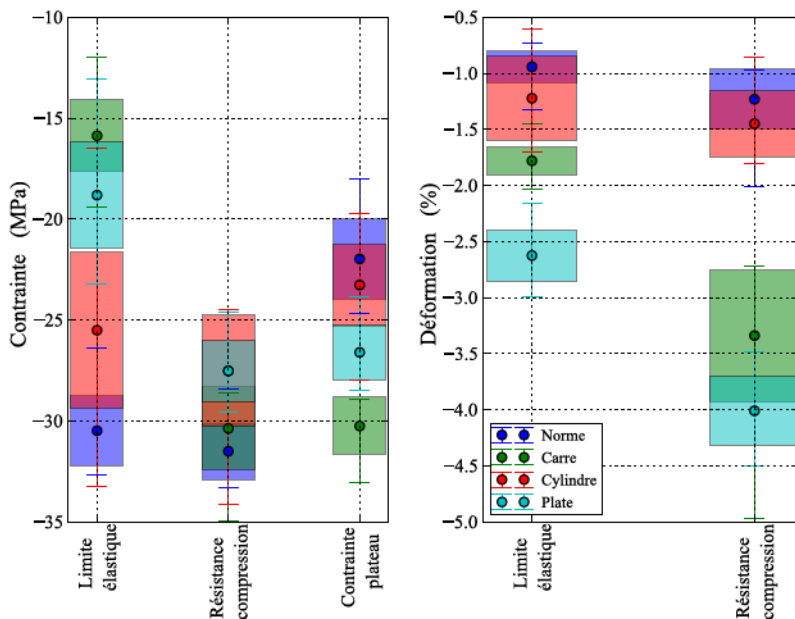 Contrainte (MPa)
−10
−15
−20
−25
−30
−35
Limite
élastique
Résistance
compression
Contrainte
plateau
Déformation (%)
−0.5
−1.0
−1.5
−2.0
−2.5
−3.0
−3.5
−4.0
−4.5
−5.0
Norme
Carre
Cylindre
Plate
Limite
élastique
Résistance
compression